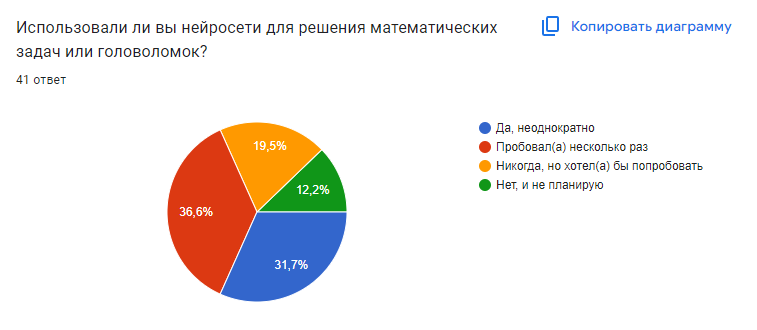 Использовали ли вы нейросети для решения математических
задач или головоломок?
Копировать диаграмму
41 ответ
19,5%
12,2%
36,6%
31,7%
Да, неоднократно
Пробовал(а) несколько раз
Никогда, но хотел(а) бы попробовать
Нет, и не планирую